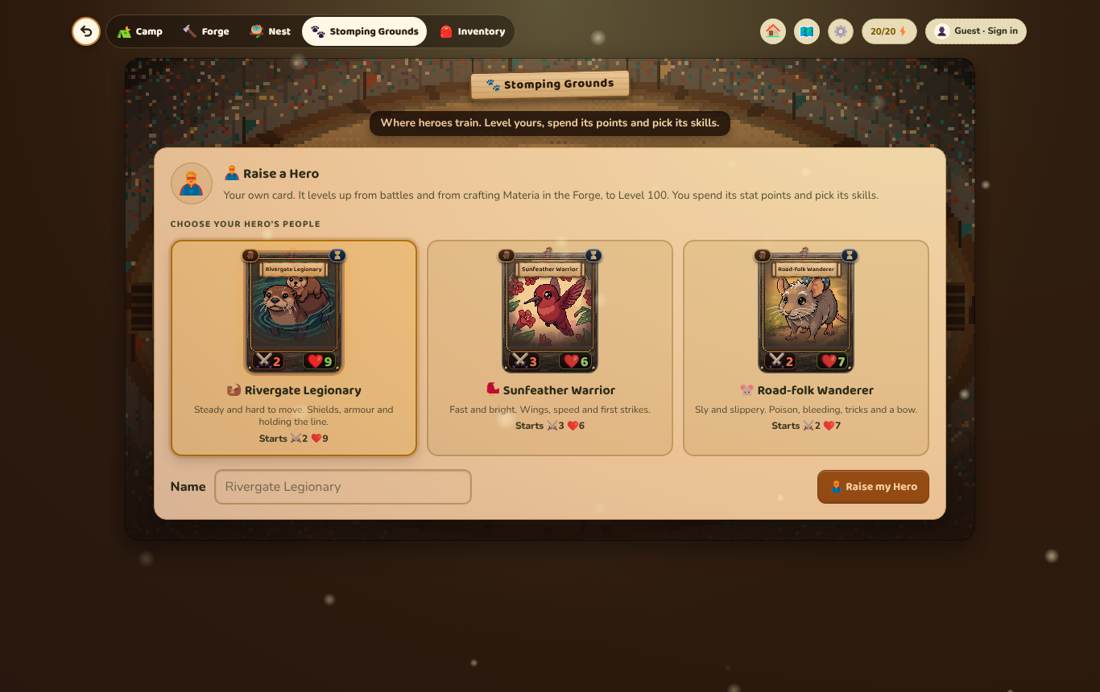 Camp
Forge
Nest
Stomping Grounds
Inventory
20/20
Guest · Sign in
Stomping Grounds
Where heroes train. Level yours, spend its points and pick its skills.
Raise a Hero
Your own card. It levels up from battles and from crafting Materia in the Forge, to Level 100. You spend its stat points and pick its skills.
CHOOSE YOUR HERO'S PEOPLE
Rivergate Legionary
2 9
Rivergate Legionary
Steady and hard to move. Shields, armour and
holding the line.
Starts 2 9
Sunfeather Warrior
3 6
Sunfeather Warrior
Fast and bright. Wings, speed and first strikes.
Starts 3 6
Road-folk Wanderer
2 7
Road-folk Wanderer
Sly and slippery. Poison, bleeding, tricks and a bow.
Starts 2 7
Name
Rivergate Legionary
Raise my Hero